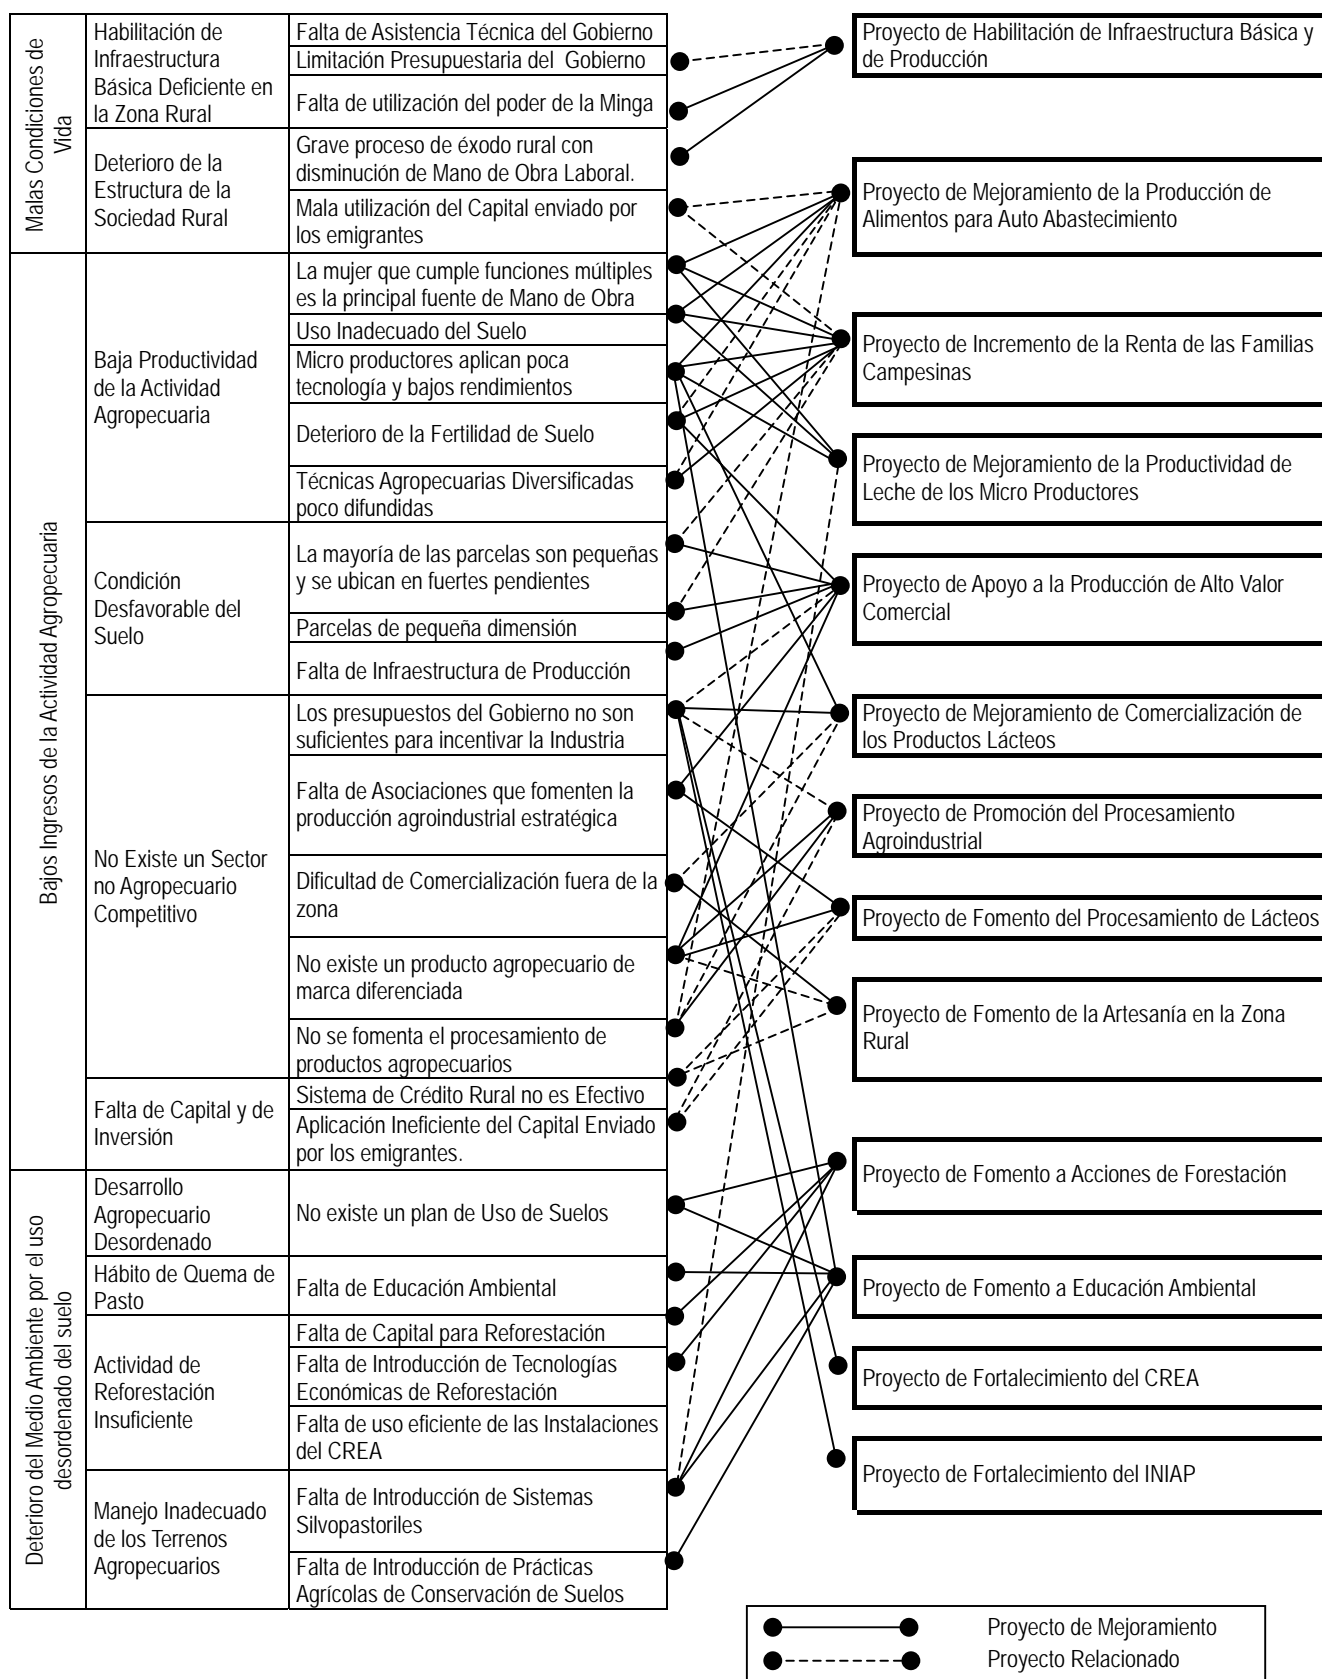 Malas Condiciones de
Vida
Habilitación de
Infraestructura
Básica Deficiente en
la Zona Rural
Falta de Asistencia Técnica del Gobierno
Limitación Presupuestaria del Gobierno
Falta de utilización del poder de la Minga
Deterioro de la
Estructura de la
Sociedad Rural
Grave proceso de éxodo rural con
disminución de Mano de Obra Laboral.
Mala utilización del Capital enviado por
los emigrantes
Bajos Ingresos de la Actividad Agropecuaria
Baja Productividad
de la Actividad
Agropecuaria
La mujer que cumple funciones múltiples
es la principal fuente de Mano de Obra
Uso Inadecuado del Suelo
Micro productores aplican poca
tecnología y bajos rendimientos
Deterioro de la Fertilidad de Suelo
Técnicas Agropecuarias Diversificadas
poco difundidas
Condición
Desfavorable del
Suelo
La mayoría de las parcelas son pequeñas
y se ubican en fuertes pendientes
Parcelas de pequeña dimensión
Falta de Infraestructura de Producción
No Existe un Sector
no Agropecuario
Competitivo
Los presupuestos del Gobierno no son
suficientes para incentivar la Industria
Falta de Asociaciones que fomenten la
producción agroindustrial estratégica
Dificultad de Comercialización fuera de la
zona
No existe un producto agropecuario de
marca diferenciada
No se fomenta el procesamiento de
productos agropecuarios
Falta de Capital y de
Inversión
Sistema de Crédito Rural no es Efectivo
Aplicación Ineficiente del Capital Enviado
por los emigrantes.
Deterioro del Medio Ambiente por el uso
desordenado del suelo
Desarrollo
Agropecuario
Desordenado
No existe un plan de Uso de Suelos
Hábito de Quema de
Pasto
Falta de Educación Ambiental
Actividad de
Reforestación
Insuficiente
Falta de Capital para Reforestación
Falta de Introducción de Tecnologías
Económicas de Reforestación
Falta de uso eficiente de las Instalaciones
del CREA
Manejo Inadecuado
de los Terrenos
Agropecuarios
Falta de Introducción de Sistemas
Silvopastoriles
Falta de Introducción de Prácticas
Agrícolas de Conservación de Suelos
Proyecto de Habilitación de Infraestructura Básica y
de Producción
Proyecto de Mejoramiento de la Producción de
Alimentos para Auto Abastecimiento
Proyecto de Incremento de la Renta de las Familias
Campesinas
Proyecto de Mejoramiento de la Productividad de
Leche de los Micro Productores
Proyecto de Apoyo a la Producción de Alto Valor
Comercial
Proyecto de Mejoramiento de Comercialización de
los Productos Lácteos
Proyecto de Promoción del Procesamiento
Agroindustrial
Proyecto de Fomento del Procesamiento de Lácteos
Proyecto de Fomento de la Artesanía en la Zona
Rural
Proyecto de Fomento a Acciones de Forestación
Proyecto de Fomento a Educación Ambiental
Proyecto de Fortalecimiento del CREA
Proyecto de Fortalecimiento del INIAP
Proyecto de Mejoramiento
Proyecto Relacionado